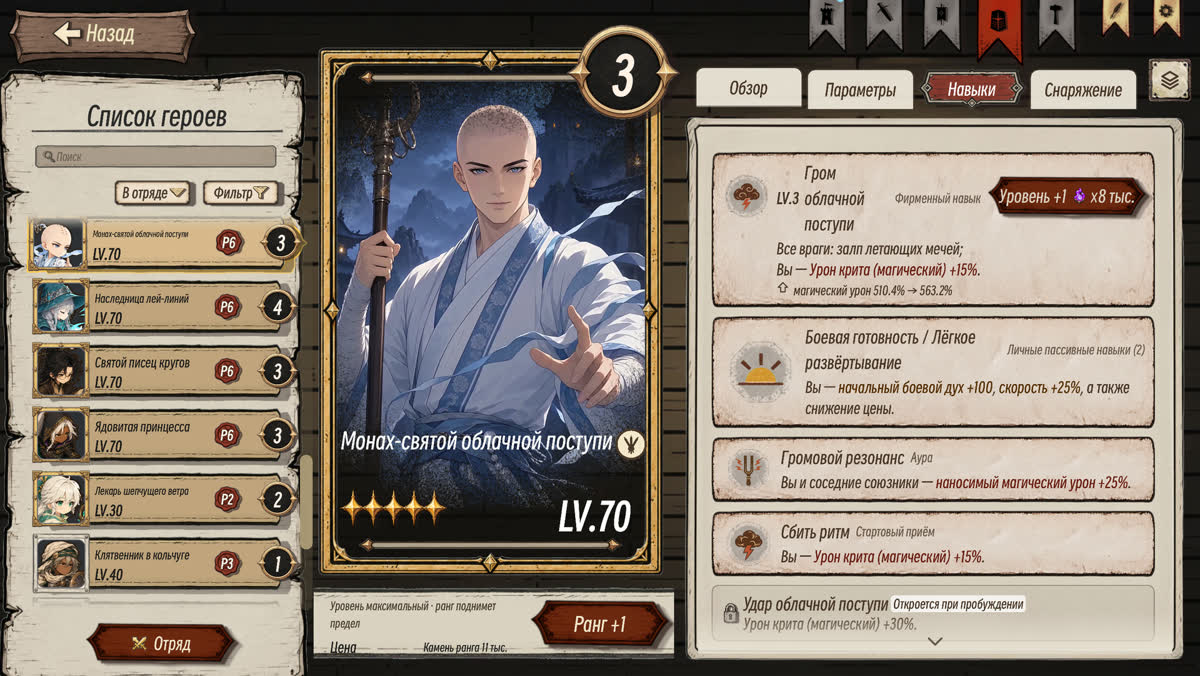 Назад
Список героев
Поиск
В отряде
Фильтр
Монах-святой облачной поступи
LV.70
P6
3
Наследница лей-линий
LV.70
P6
4
Святой писец кругов
LV.70
P6
3
Ядовитая принцесса
LV.70
P6
3
Лекарь шепчущего ветра
LV.30
P2
2
Клятвенник в кольчуге
LV.40
P3
1
Отряд
3
Монах-святой облачной поступи
LV.70
Уровень максимальный · ранг поднимет
предел
Цена
Камень ранга 11 тыс.
Ранг +1
Обзор
Параметры
Навыки
Снаряжение
Гром
LV.3 облачной
поступи
Фирменный навык
Уровень +1 x8 тыс.
Все враги: залп летающих мечей;
Вы — Урон крита (магический) +15%.
магический урон 510.4% → 563.2%
Боевая готовность / Лёгкое
развёртывание
Личные пассивные навыки (2)
Вы — начальный боевой дух +100, скорость +25%, а также
снижение цены.
Громовой резонанс Аура
Вы и соседние союзники — наносимый магический урон +25%.
Сбить ритм Стартовый приём
Вы — Урон крита (магический) +15%.
Удар облачной поступи Откроется при пробуждении
Урон крита (магический) +30%.